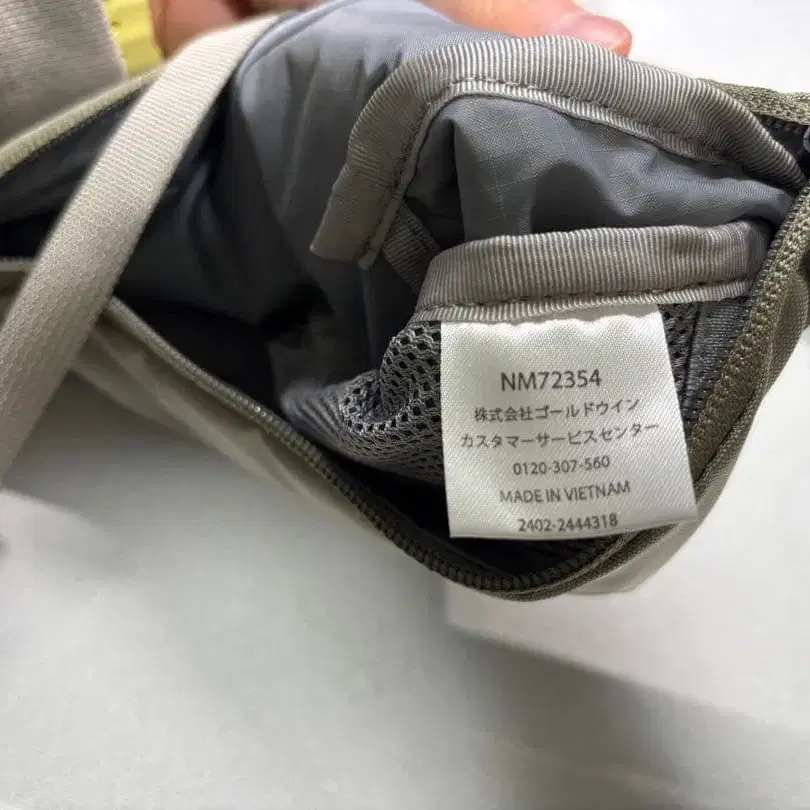 NM72354
株式会社ゴールドウイン
カスタマーサービスセンター
0120-307-560
MADE IN VIETNAM
2402-2444318